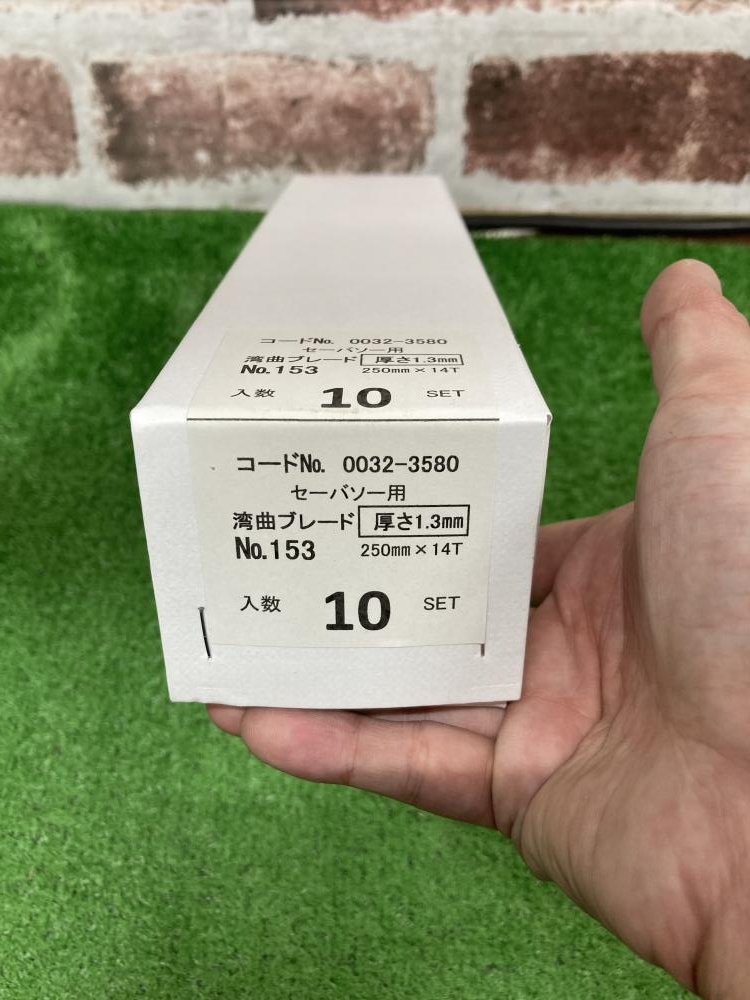 コードNo. 0032-3580
セーバソー用
湾曲ブレード 厚さ1.3mm
No.153 250mm×14T
入数 10 SET
コードNo. 0032-3580
セーバソー用
湾曲ブレード 厚さ1.3mm
No.153 250mm×14T
入数 10 SET